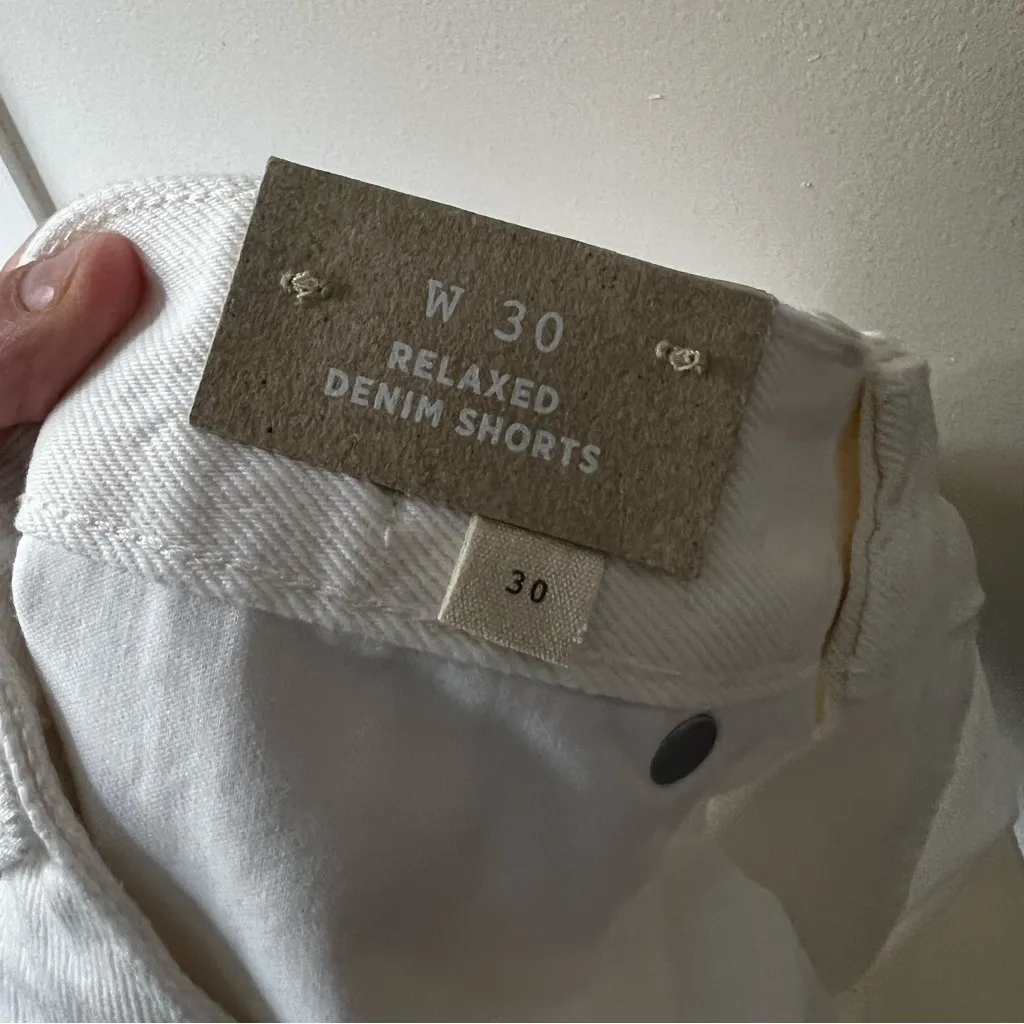 W 30
RELAXED
DENIM SHORTS
30